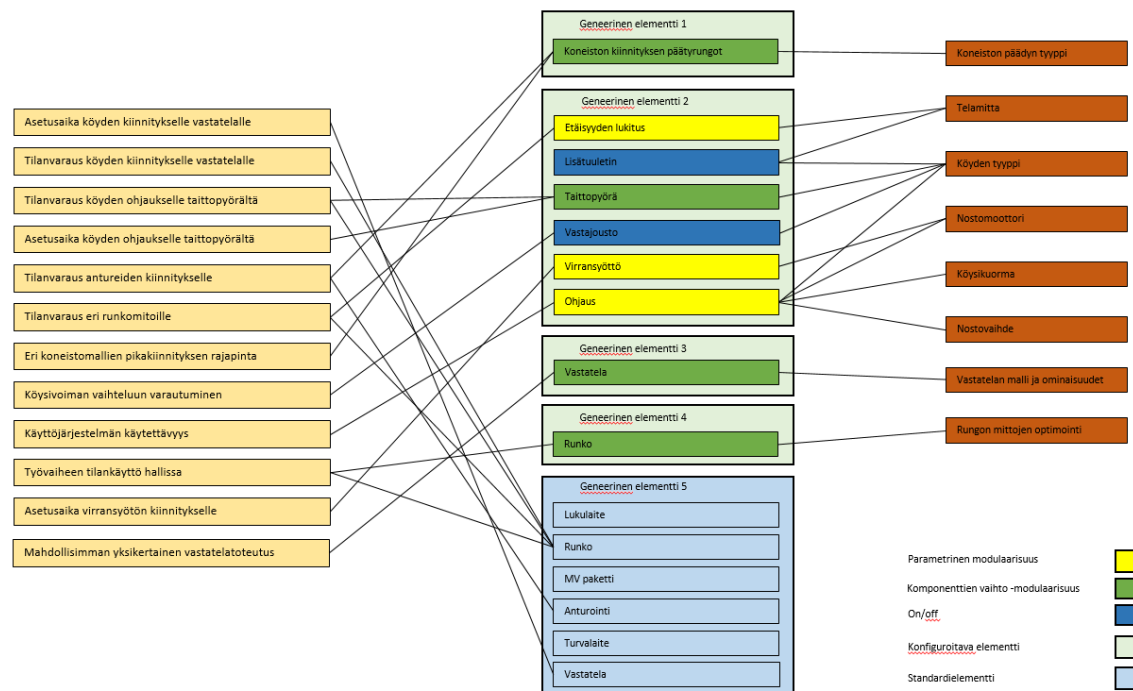 Asetusaika köyden kiinnitykselle vastatelalle
Tilanvaraus köyden kiinnitykselle vastatelalle
Tilanvaraus köyden ohjaukselle taittopyörältä
Asetusaika köyden ohjaukselle taittopyörältä
Tilanvaraus antureiden kiinnitykselle
Tilanvaraus eri runkomitoille
Eri koneistomallien pikakiinnityksen rajapinta
Köysivoiman vaihteluun varautuminen
Käyttöjärjestelmän käytettävyys
Työvaiheen tilankäyttö hallissa
Asetusaika virransyötön kiinnitykselle
Mahdollisimman yksikertainen vastatelatoteutus
Geneerinen elementti 1
Koneiston kiinnityksen päätyrungot
Geneerinen elementti 2
Etäisyyden lukitus
Lisätuuletin
Taittopyörä
Vastajousto
Virransyöttö
Ohjaus
Geneerinen elementti 3
Vastatela
Geneerinen elementti 4
Runko
Geneerinen elementti 5
Lukulaite
Runko
MV paketti
Anturointi
Turvalaite
Vastatela
Koneiston päädyn tyyppi
Telamitta
Köyden tyyppi
Nostomoottori
Köysikuorma
Nostovaihde
Vastatelan malli ja ominaisuudet
Rungon mittojen optimointi
Parametrinen modulaarisuus
Komponenttien vaihto -modulaarisuus
On/off
Konfiguroitava elementti
Standardielementti